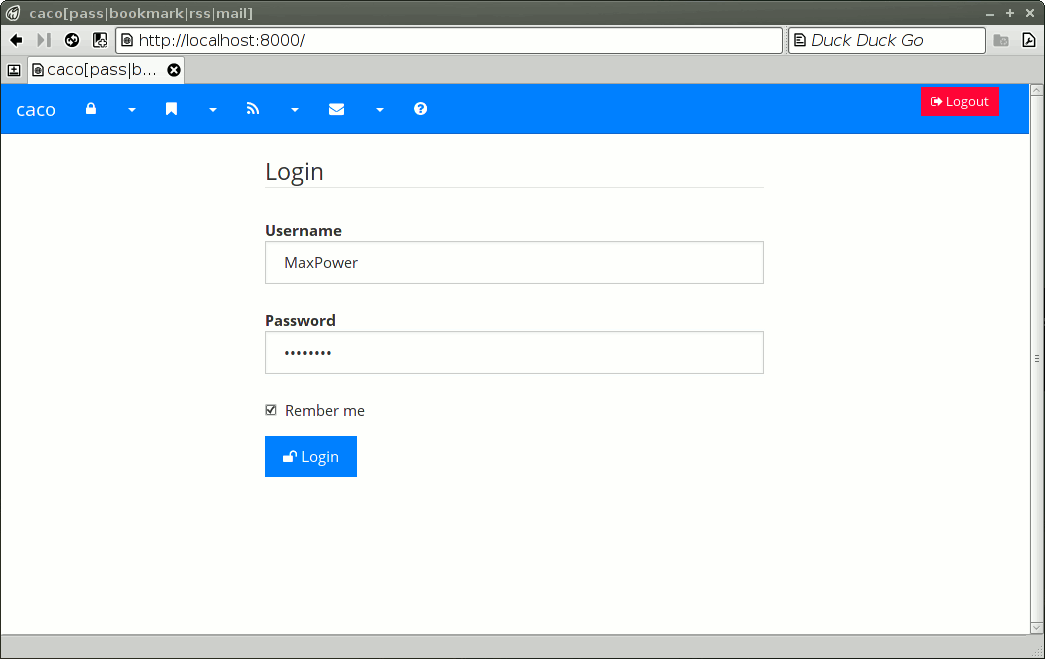 caco[pass|bookmark|rss|mail]
http://localhost:8000/
Duck Duck Go
caco[pass|b...
caco
Logout
Login
Username
MaxPower
Password
••••••••
Rember me
Login